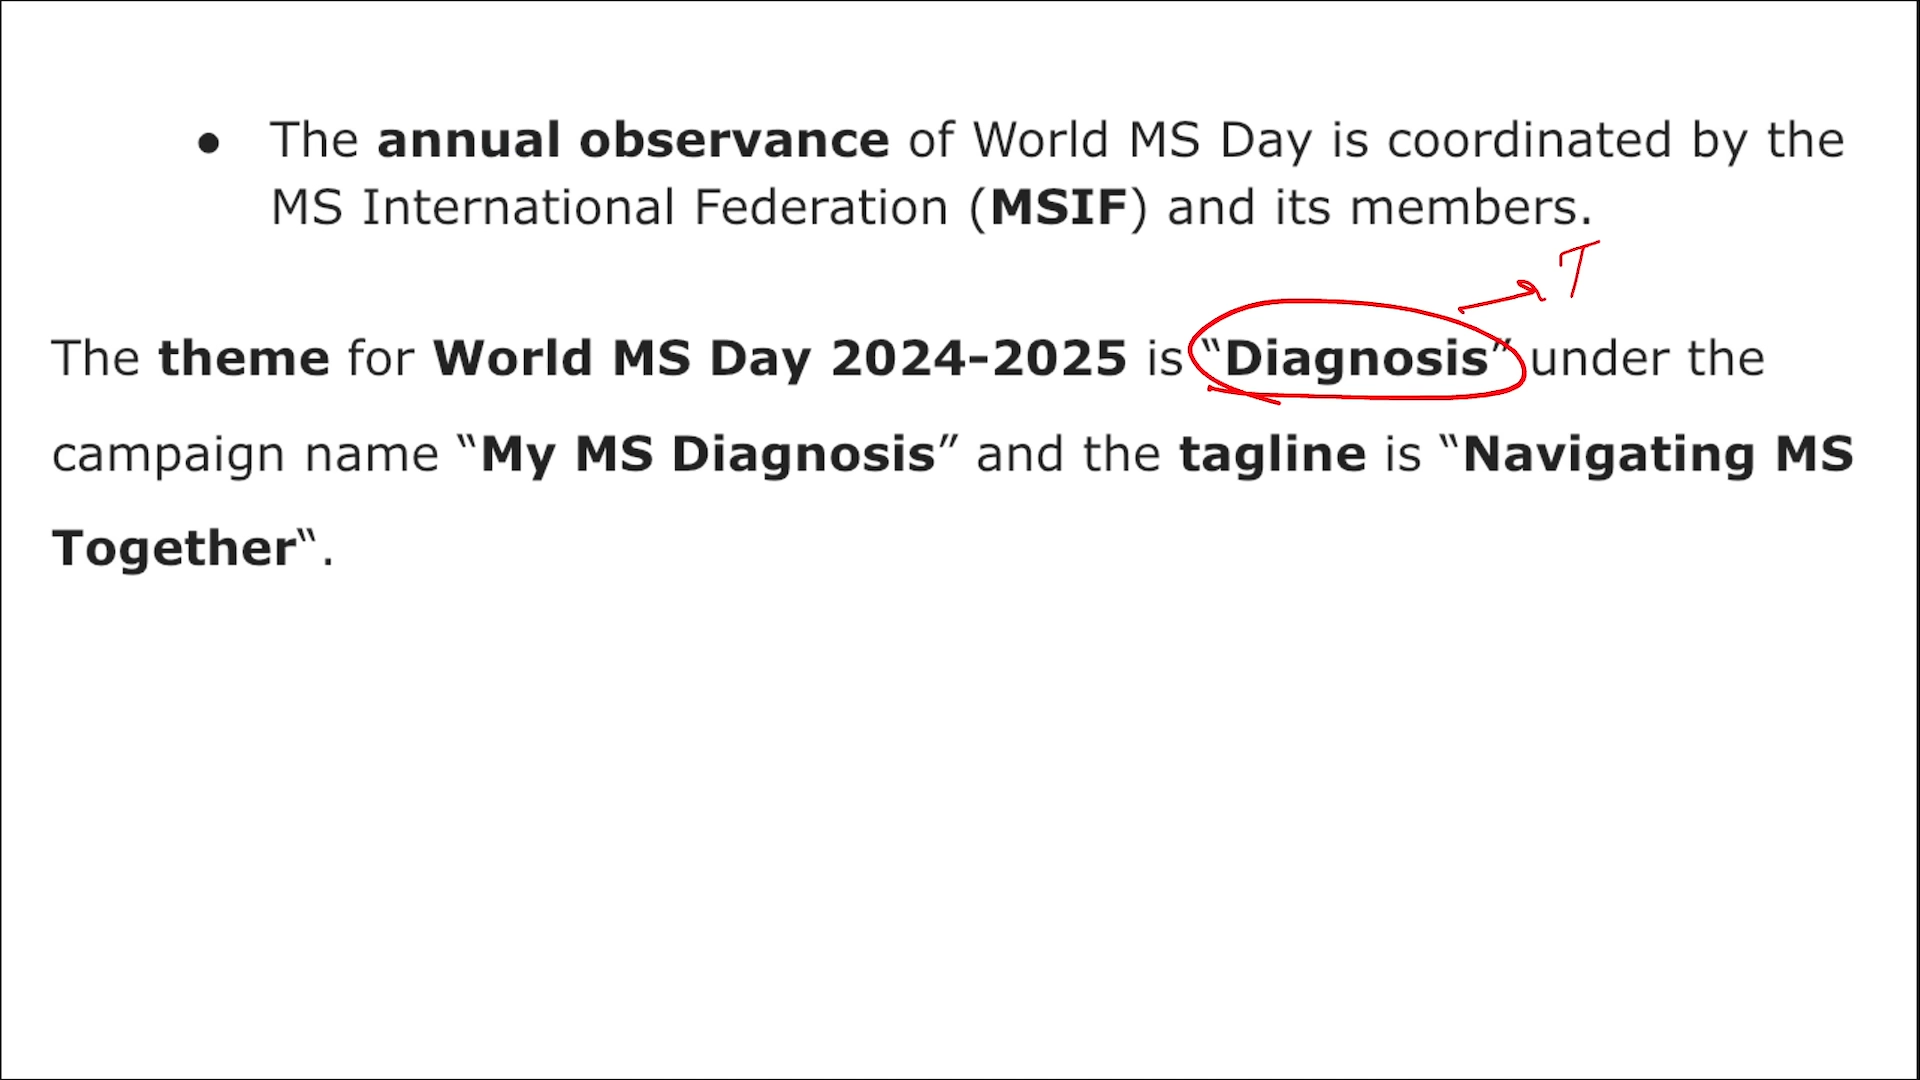 ● The annual observance of World MS Day is coordinated by the
MS International Federation (MSIF) and its members.
T
The theme for World MS Day 2024-2025 is “Diagnosis” under the
campaign name “My MS Diagnosis” and the tagline is “Navigating MS
Together“.